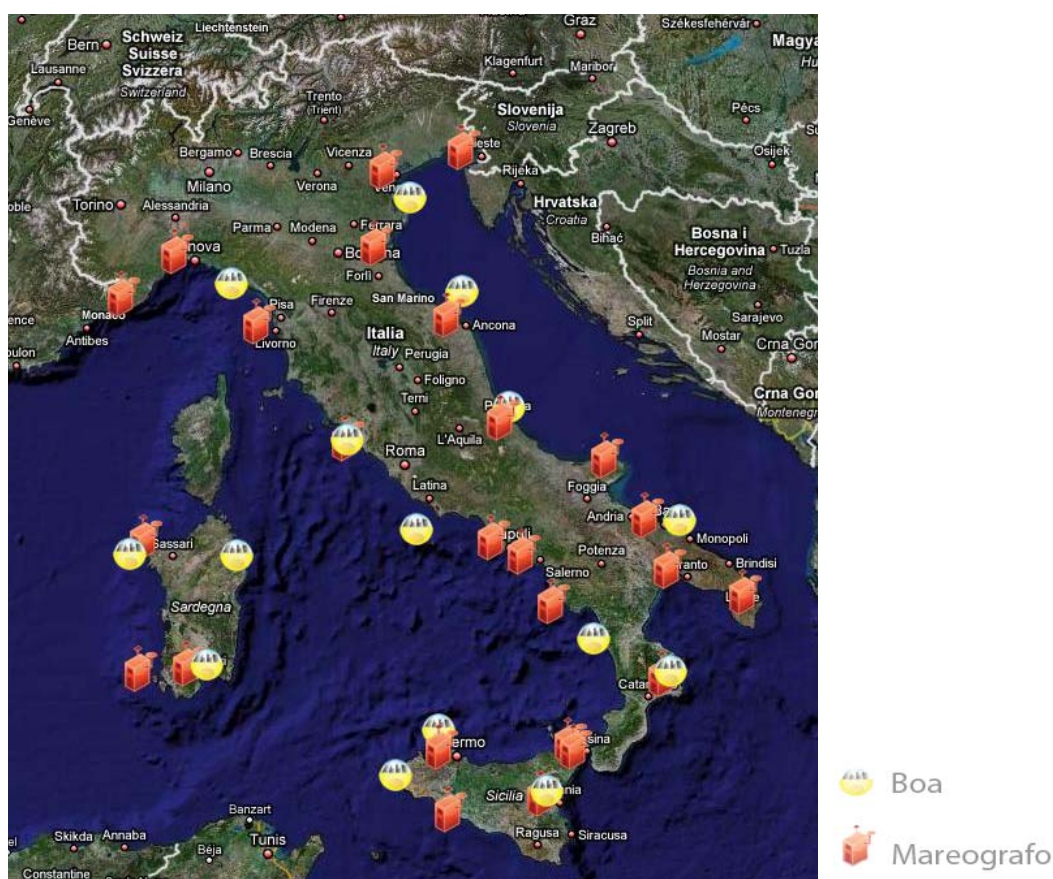 Graz
Székesfehérvár
Liechtenstein
Schweiz
Suisse
Svizzera
Switzerland
Bern
Lausanne
Genève
Klagenfurt
Maribor
Trento
(Trient)
Slovenija
Slovenia
Zagreb
Pécs
Osijek
Bergamo
Brescia
Vicenza
Verona
Milano
Rijeka
Torino
Alessandria
Hrvatska
Croatia
Parma
Modena
Ferrara
Bihać
Bosna i
Hercegovina
Bosnia and
Herzegovina
Tuzla
Forlì
San Marino
Sarajevo
Pisa
Firenze
Antibes
Livorno
Italia
Italy
Ancona
Split
Mostar
Crna Gor
Perugia
Foligno
Terni
Crna Gor
Montenegr
L'Aquila
Roma
Latina
Foggia
Andria
Monopoli
Sassari
Potenza
Brindisi
Salerno
Sardegna
Sicilia
Ragusa
Siracusa
Banzart
Skikda
Annaba
Béja
Tunis
Constantine
Boa
Mareografo